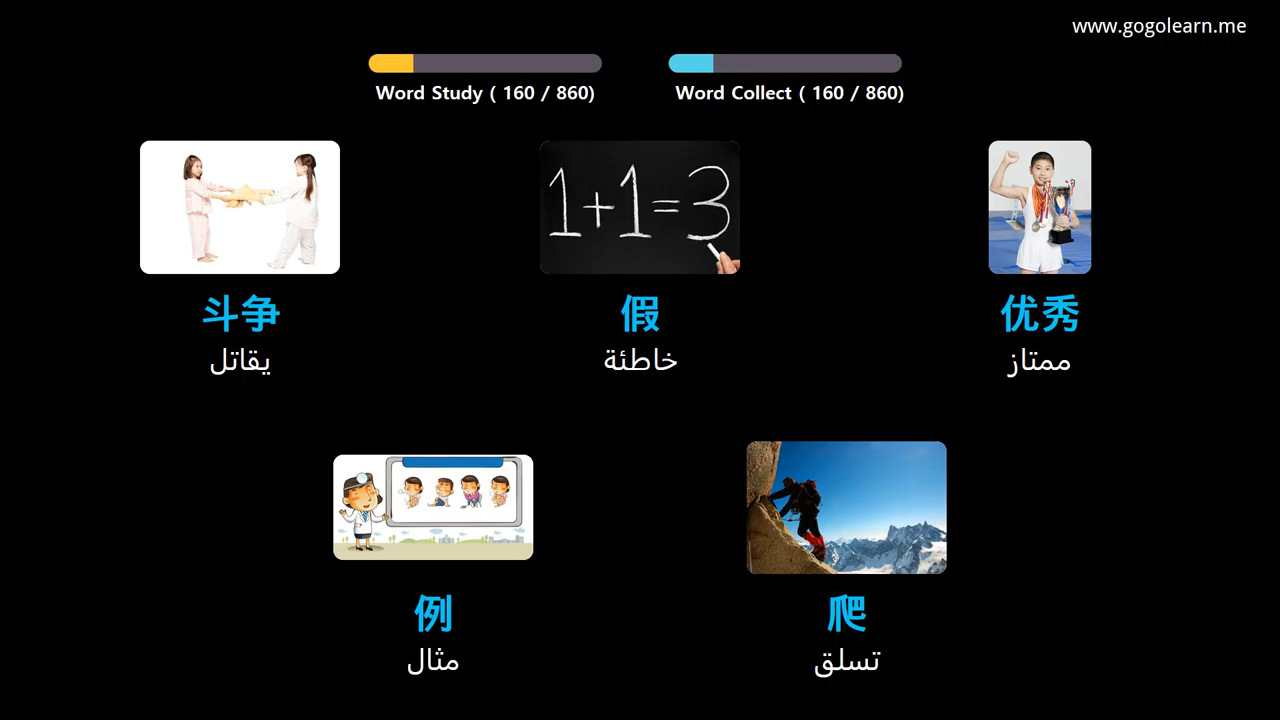 www.gogolearn.me
Word Study ( 160 / 860)
Word Collect ( 160 / 860)
1+1=3
斗争
يقاتل
假
خاطئة
优秀
ممتاز
例
مثال
爬
تسلق